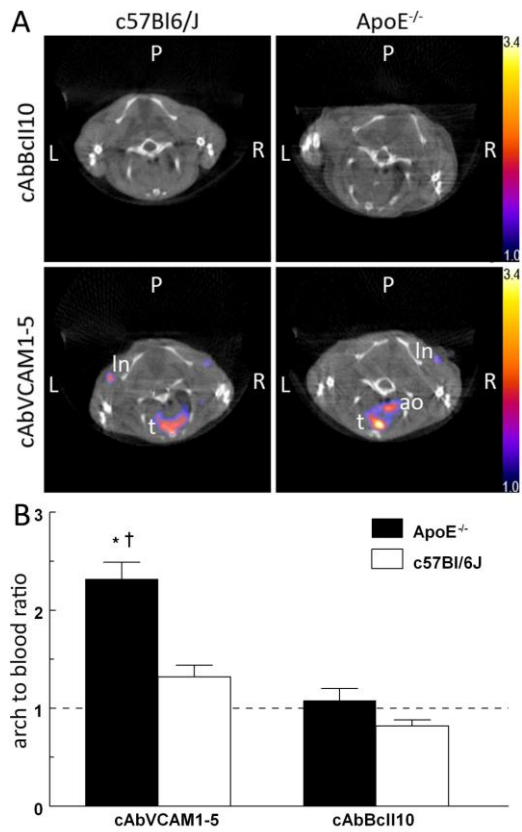 A
c57Bl6/J ApoE-/-
P P 3.4
L R L R
cAbBcII10
1.0
P P 3.4
ln ln
L R L R
cAbVCAM1-5
t t ao
1.0
B
3
* †
ApoE-/-
c57Bl/6J
2
arch to blood ratio
1
0
cAbVCAM1-5 cAbBcII10